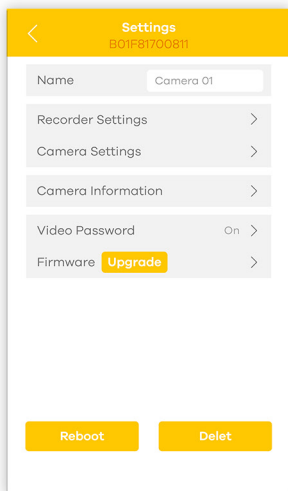 Settings
B01F81700811
Name Camera 01
Recorder Settings
Camera Settings
Camera Information
Video Password On
Firmware Upgrade
Reboot Delet